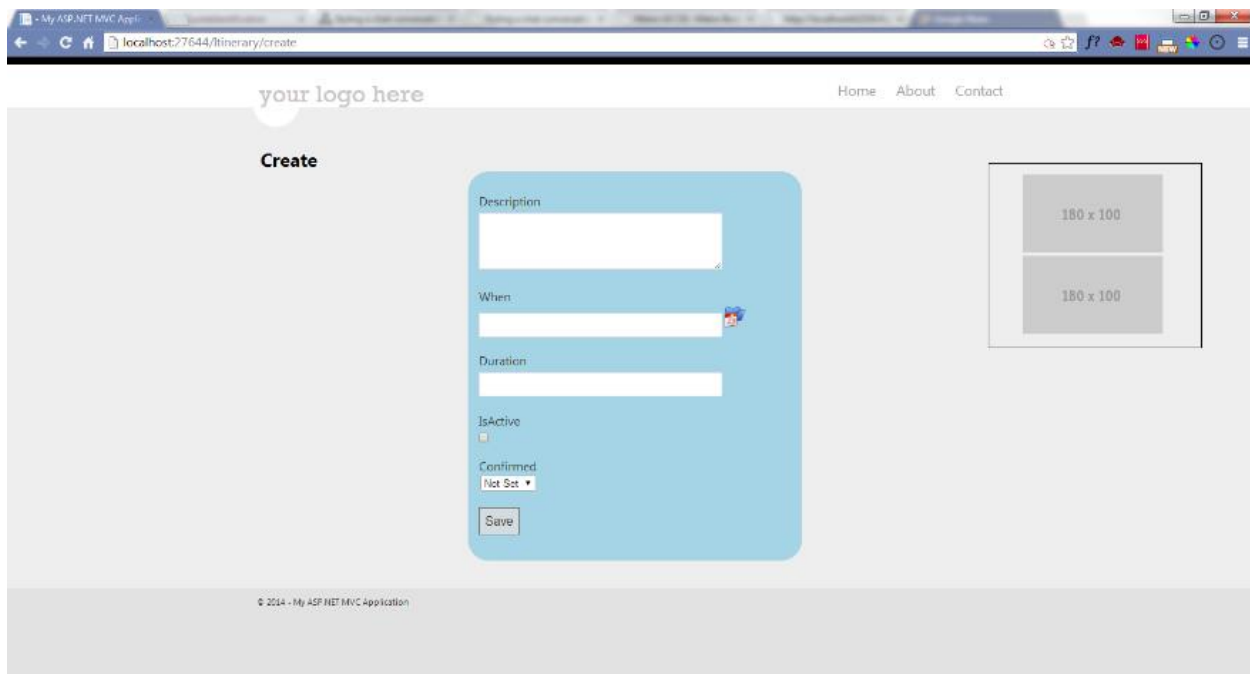 - My ASP.NET MVC Appli
localhost:27644/Itinerary/create
your logo here
Home About Contact
Create
Description
When
Duration
IsActive
Confirmed
Not Set
Save
180 x 100
180 x 100
© 2014 - My ASP.NET MVC Application